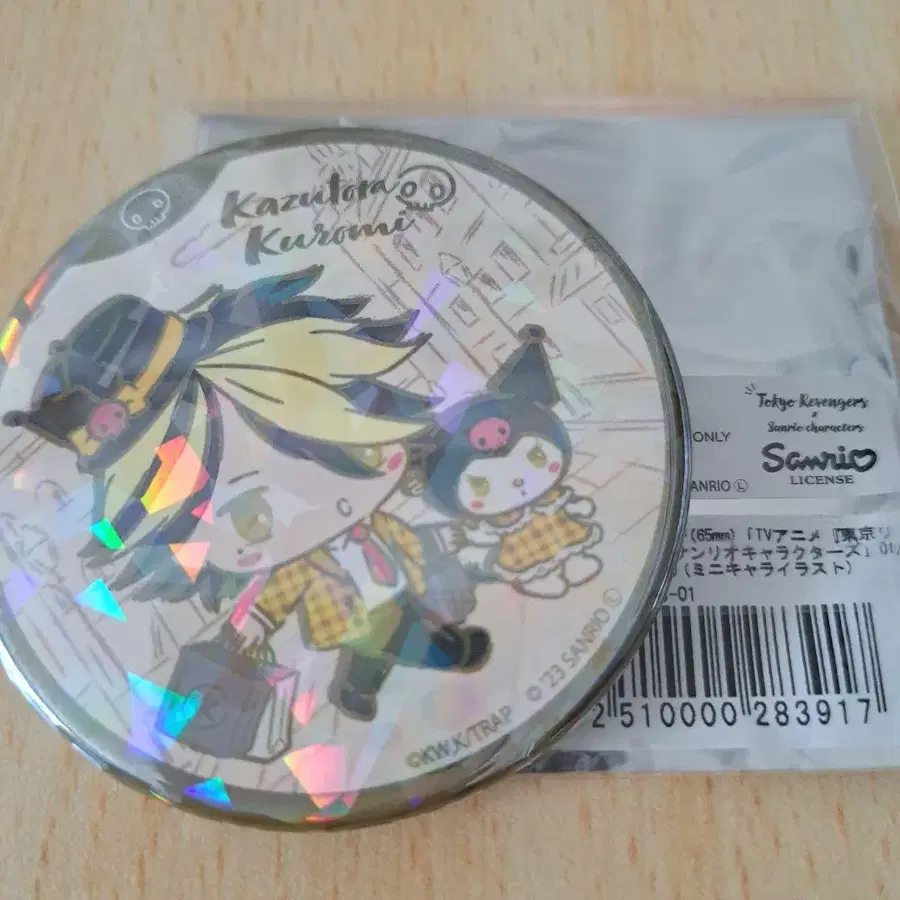 Kazutora
Kuromi
©KW,K/TRAP
© '23 SANRIO Ⓛ
Tokyo Revengers
×
Sanrio characters
ONLY
Sanrio
LICENSE
ANRIO Ⓛ
(65mm)「TVアニメ『東京リ
ンリオキャラクターズ」01/
(ミニキャライラスト)
-01
2510000283917